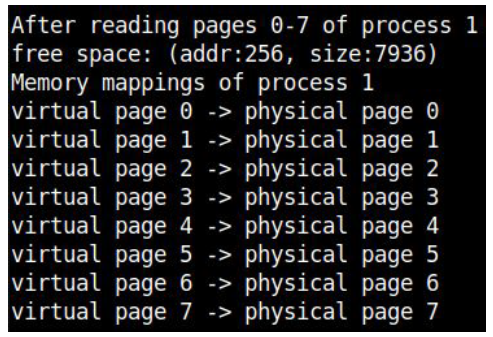 After reading pages 0-7 of process 1
free space: (addr:256, size:7936)
Memory mappings of process 1
virtual page 0 -> physical page 0
virtual page 1 -> physical page 1
virtual page 2 -> physical page 2
virtual page 3 -> physical page 3
virtual page 4 -> physical page 4
virtual page 5 -> physical page 5
virtual page 6 -> physical page 6
virtual page 7 -> physical page 7